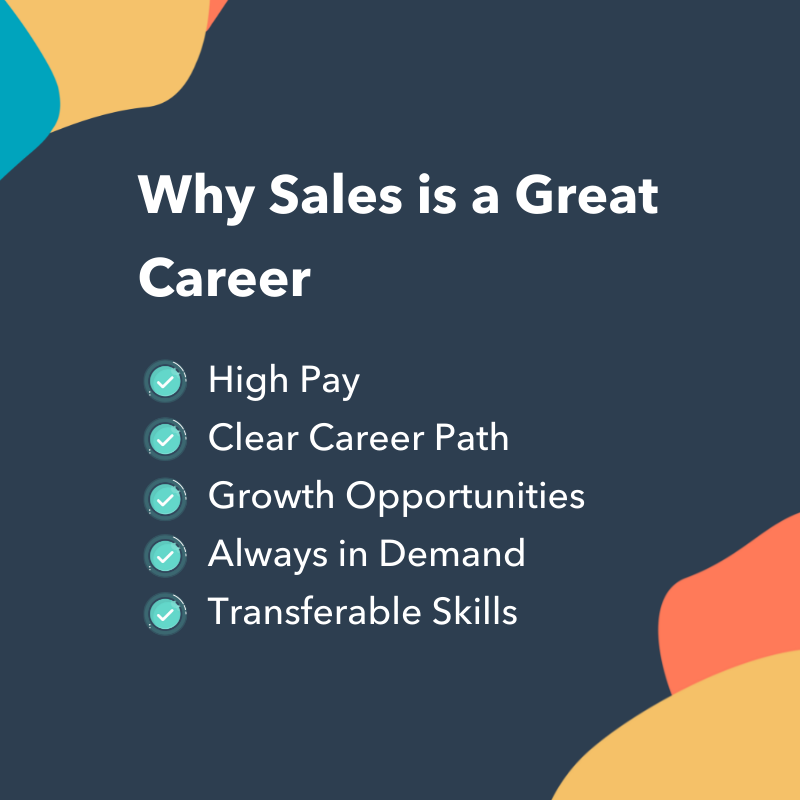 Why Sales is a Great
Career
High Pay
Clear Career Path
Growth Opportunities
Always in Demand
Transferable Skills